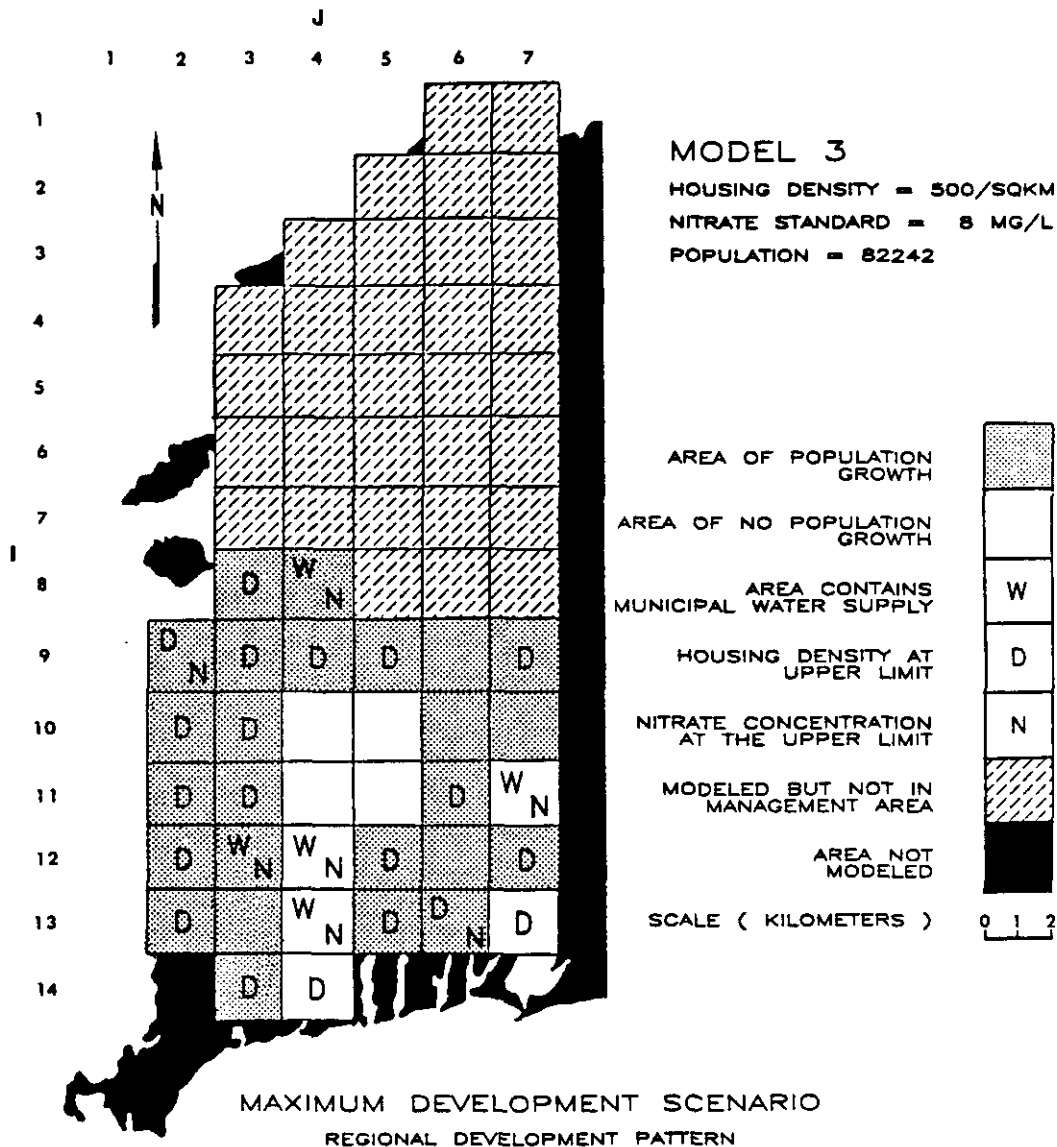 J
1 2 3 4 5 6 7
1
2
3
4
5
6
7
I
8
9
10
11
12
13
14
N
MODEL 3
HOUSING DENSITY = 500/SQKM
NITRATE STANDARD = 8 MG/L
POPULATION = 82242
D W N
D N D D D D
D D
D D D W N
D W N W N D D
D W N D D N D
D D
AREA OF POPULATION
GROWTH
AREA OF NO POPULATION
GROWTH
AREA CONTAINS
MUNICIPAL WATER SUPPLY
W
HOUSING DENSITY AT
UPPER LIMIT
D
NITRATE CONCENTRATION
AT THE UPPER LIMIT
N
MODELED BUT NOT IN
MANAGEMENT AREA
AREA NOT
MODELED
SCALE ( KILOMETERS )
0 1 2
MAXIMUM DEVELOPMENT SCENARIO
REGIONAL DEVELOPMENT PATTERN